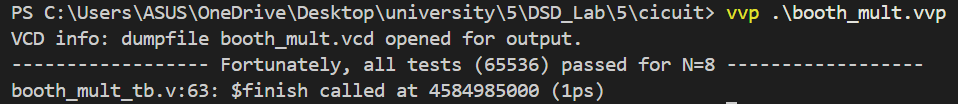 PS C:\Users\ASUS\OneDrive\Desktop\university\5\DSD_Lab\5\cicuit> vvp .\booth_mult.vvp
VCD info: dumpfile booth_mult.vcd opened for output.
------------------ Fortunately, all tests (65536) passed for N=8 ------------------
booth_mult_tb.v:63: $finish called at 4584985000 (1ps)